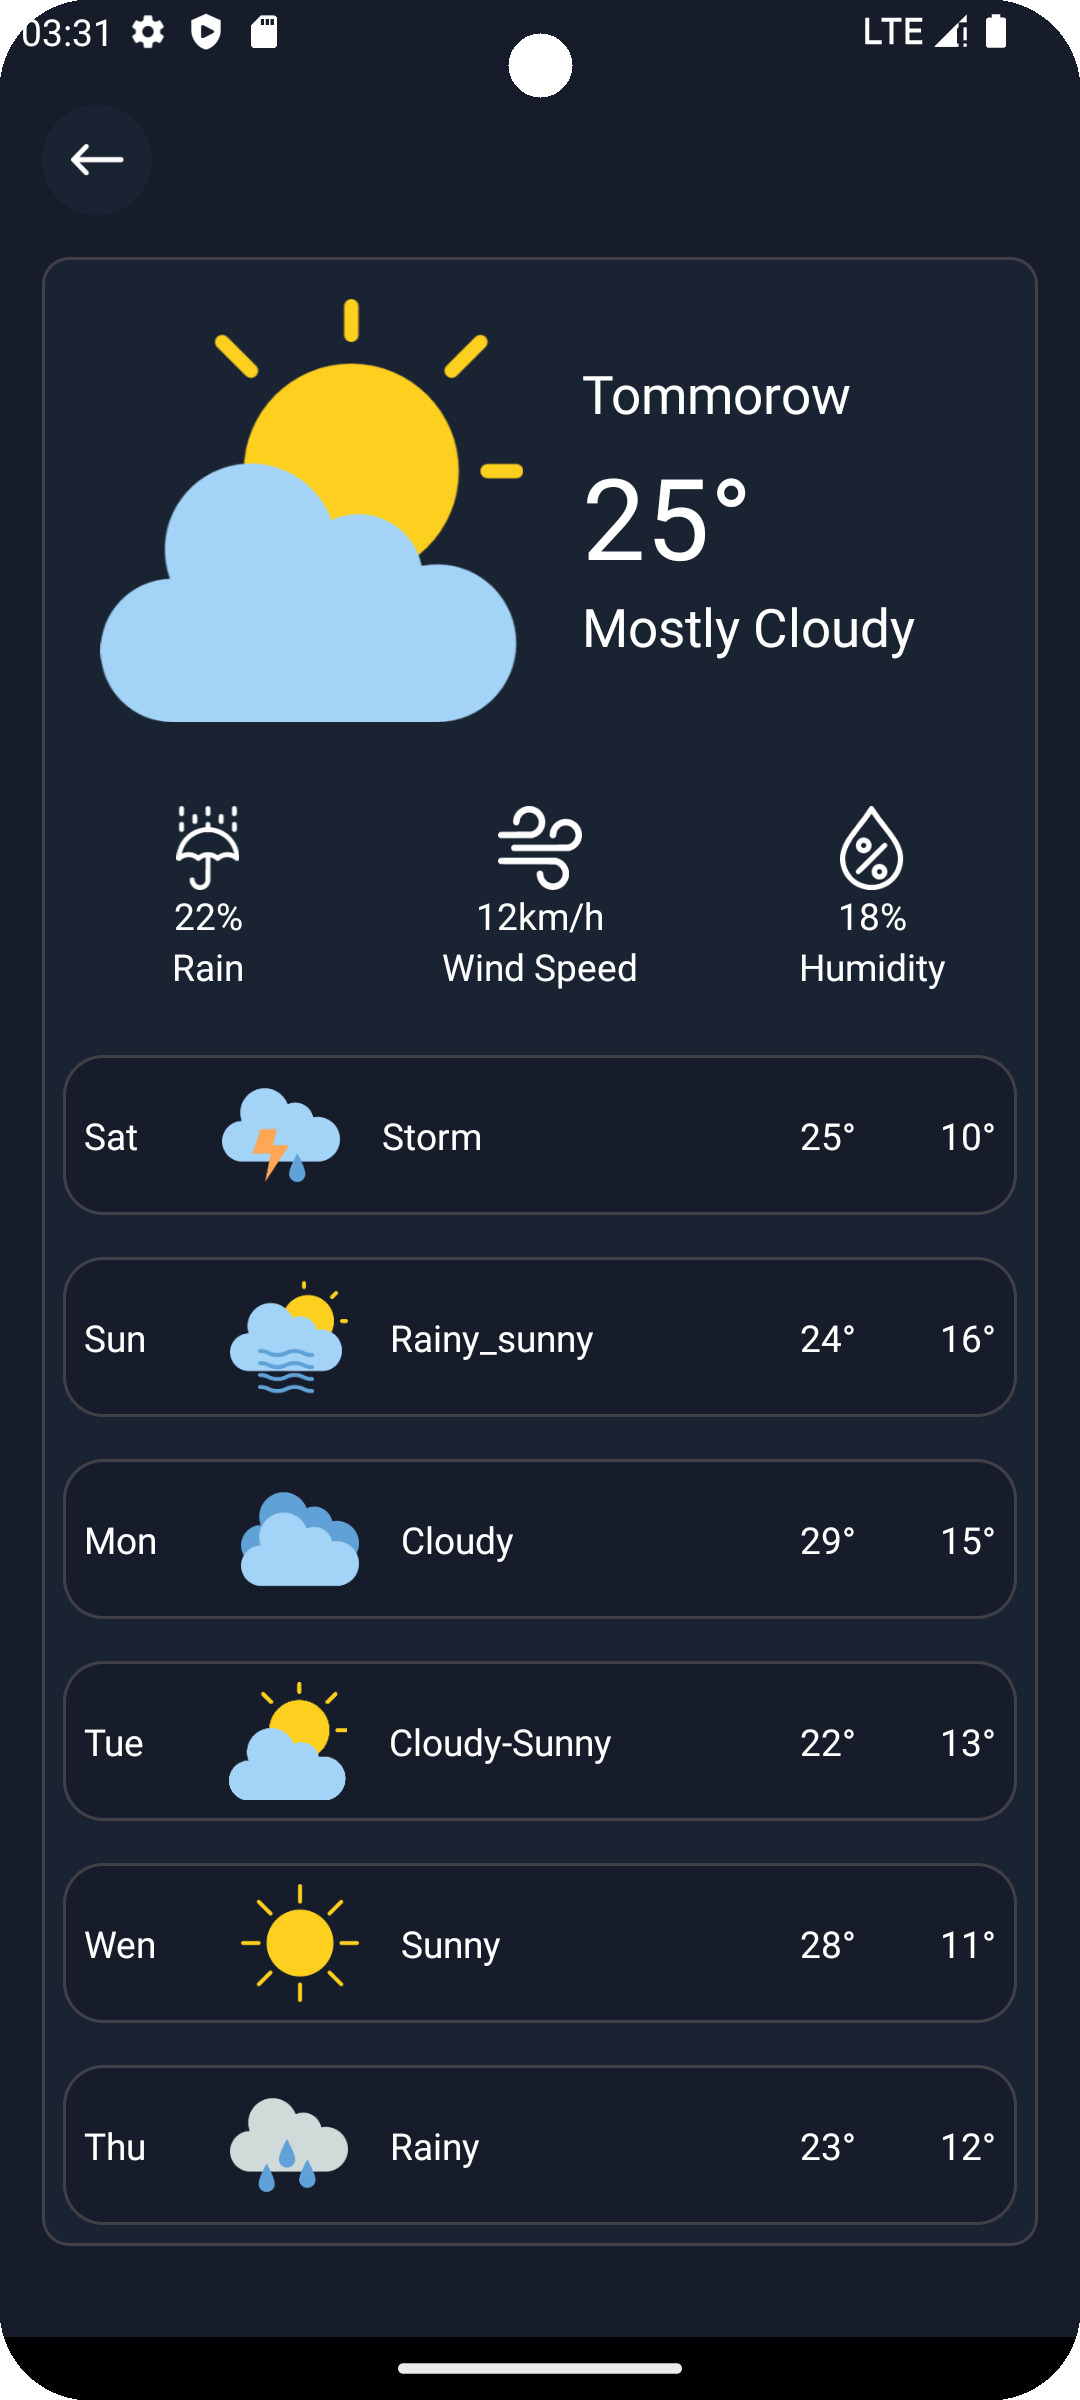 03:31 LTE
Tommorow
25°
Mostly Cloudy
22% 12km/h 18%
Rain Wind Speed Humidity
Sat Storm 25° 10°
Sun Rainy_sunny 24° 16°
Mon Cloudy 29° 15°
Tue Cloudy-Sunny 22° 13°
Wen Sunny 28° 11°
Thu Rainy 23° 12°